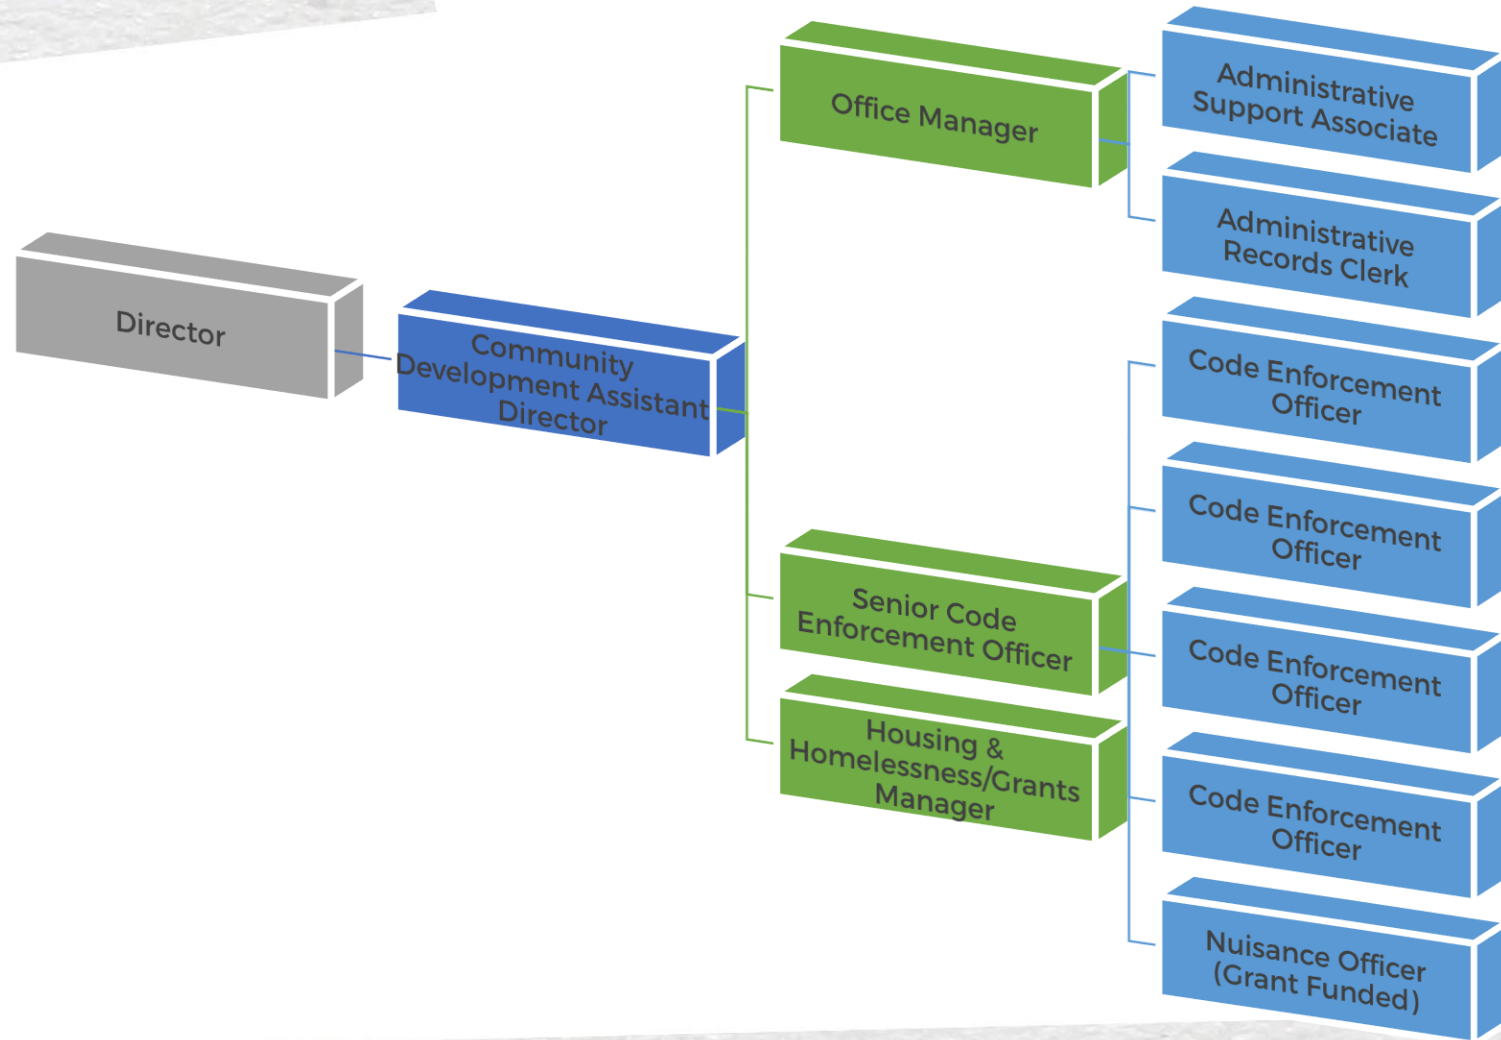 Director
Community
Development Assistant
Director
Office Manager
Administrative
Support Associate
Administrative
Records Clerk
Senior Code
Enforcement Officer
Code Enforcement
Officer
Code Enforcement
Officer
Code Enforcement
Officer
Code Enforcement
Officer
Nuisance Officer
(Grant Funded)
Housing &
Homelessness/Grants
Manager